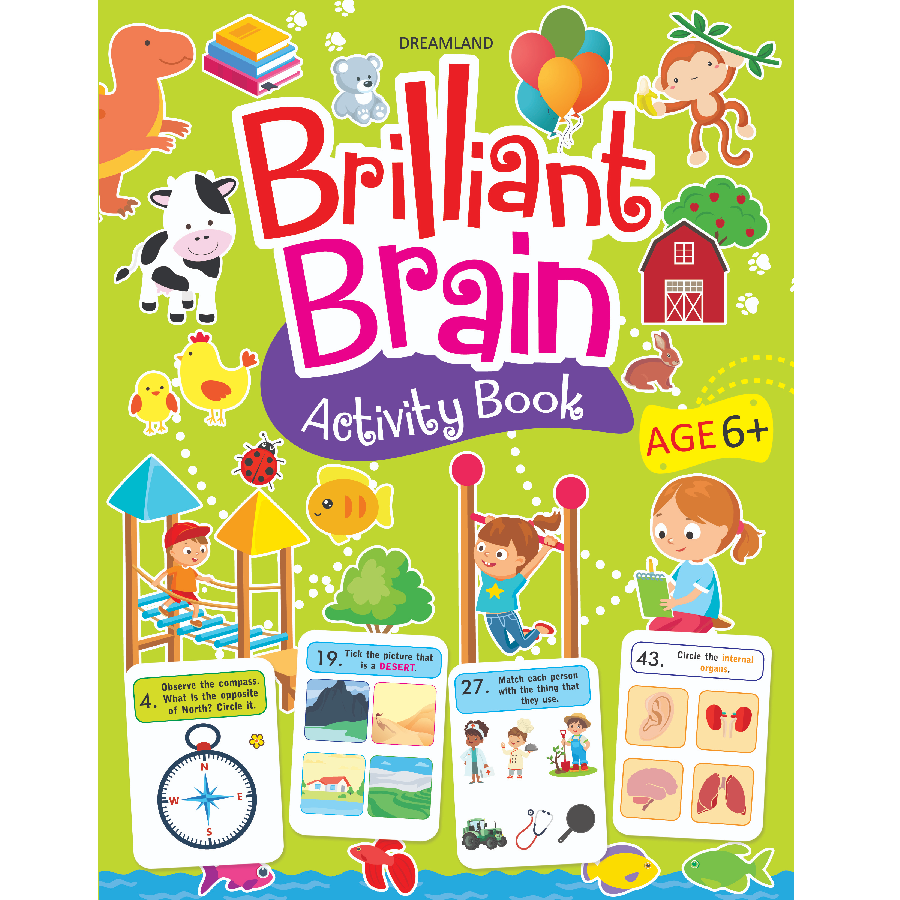 DREAMLAND
Brilliant
Brain
Activity Book
AGE 6+
4. Observe the compass.
What is the opposite
of North? Circle it.
N
W
E
S
19. Tick the picture that
is a DESERT.
27. Match each person
with the thing that
they use.
43. Circle the internal
organs.